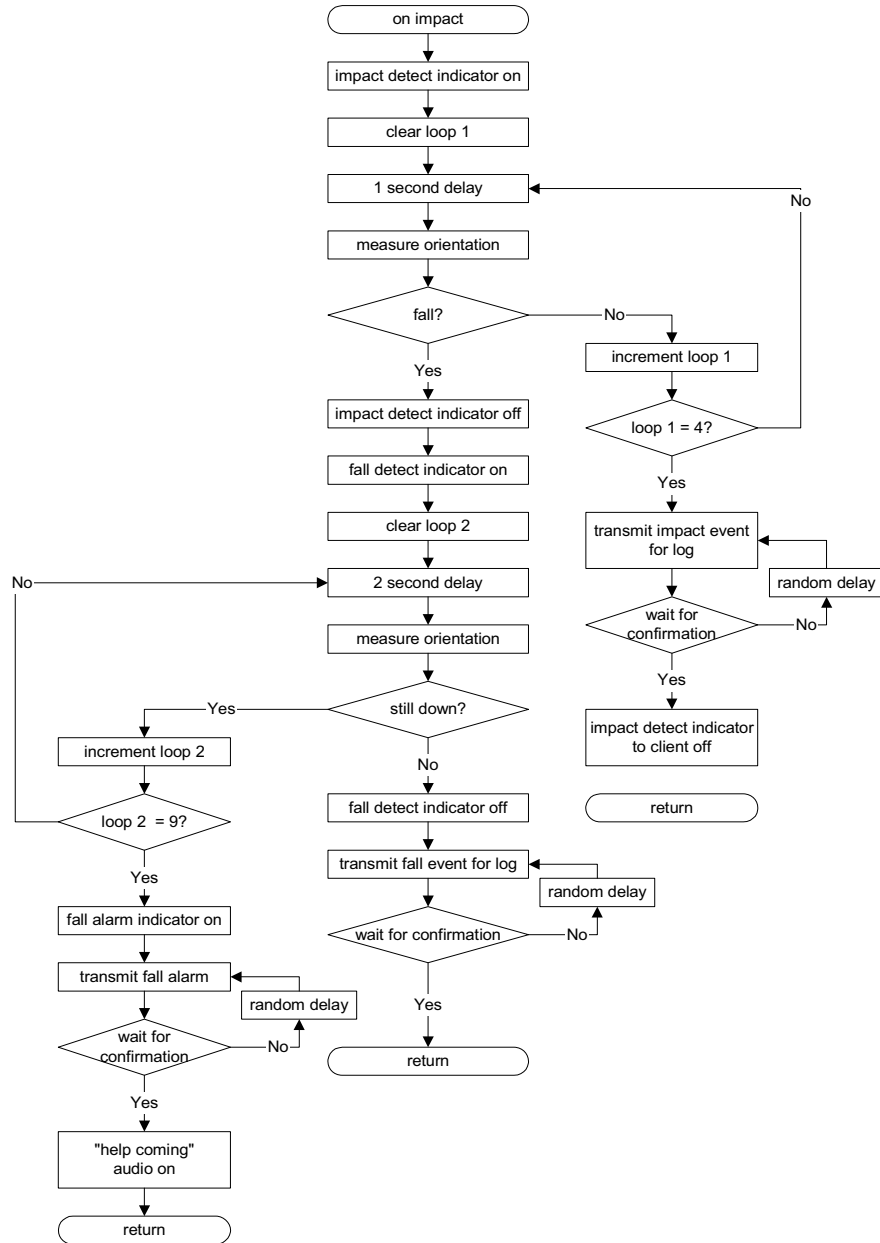 on impact
impact detect indicator on
clear loop 1
1 second delay
No
measure orientation
fall?
No
increment loop 1
Yes
impact detect indicator off
loop 1 = 4?
fall detect indicator on
Yes
clear loop 2
transmit impact event
for log
No
2 second delay
random delay
measure orientation
wait for
confirmation
No
Yes
Yes
still down?
impact detect indicator
to client off
increment loop 2
No
fall detect indicator off
return
loop 2 = 9?
transmit fall event for log
Yes
random delay
fall alarm indicator on
wait for confirmation
No
transmit fall alarm
random delay
Yes
wait for
confirmation
No
return
Yes
"help coming"
audio on
return